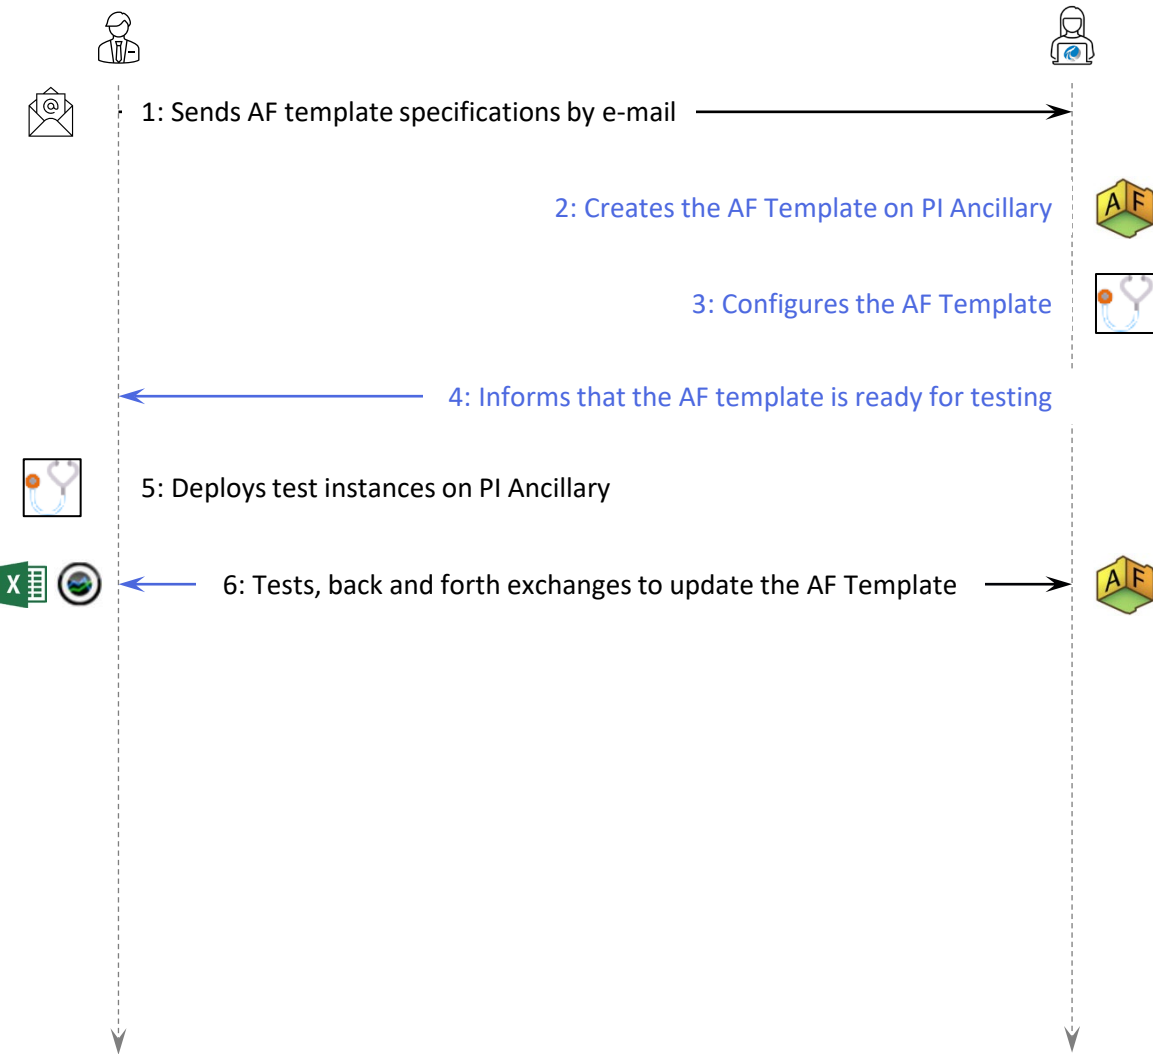 1: Sends AF template specifications by e-mail
2: Creates the AF Template on PI Ancillary
AF
3: Configures the AF Template
4: Informs that the AF template is ready for testing
5: Deploys test instances on PI Ancillary
X
6: Tests, back and forth exchanges to update the AF Template
AF